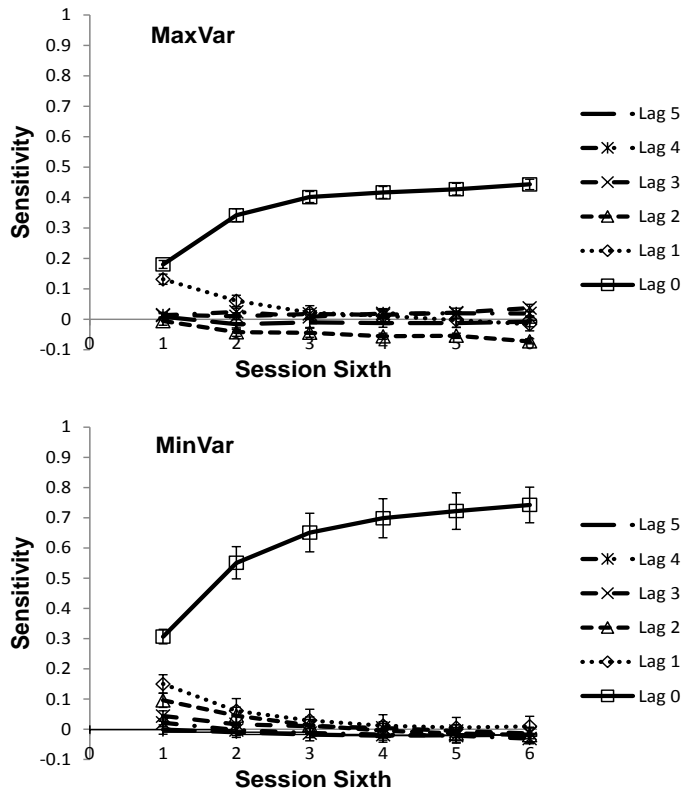 MaxVar
1
0.9
0.8
0.7
0.6
0.5
0.4
0.3
0.2
0.1
0
-0.1
Sensitivity
0 1 2 3 4 5 6
Session Sixth
Lag 5
Lag 4
Lag 3
Lag 2
Lag 1
Lag 0
MinVar
1
0.9
0.8
0.7
0.6
0.5
0.4
0.3
0.2
0.1
0
-0.1
Sensitivity
0 1 2 3 4 5 6
Session Sixth
Lag 5
Lag 4
Lag 3
Lag 2
Lag 1
Lag 0